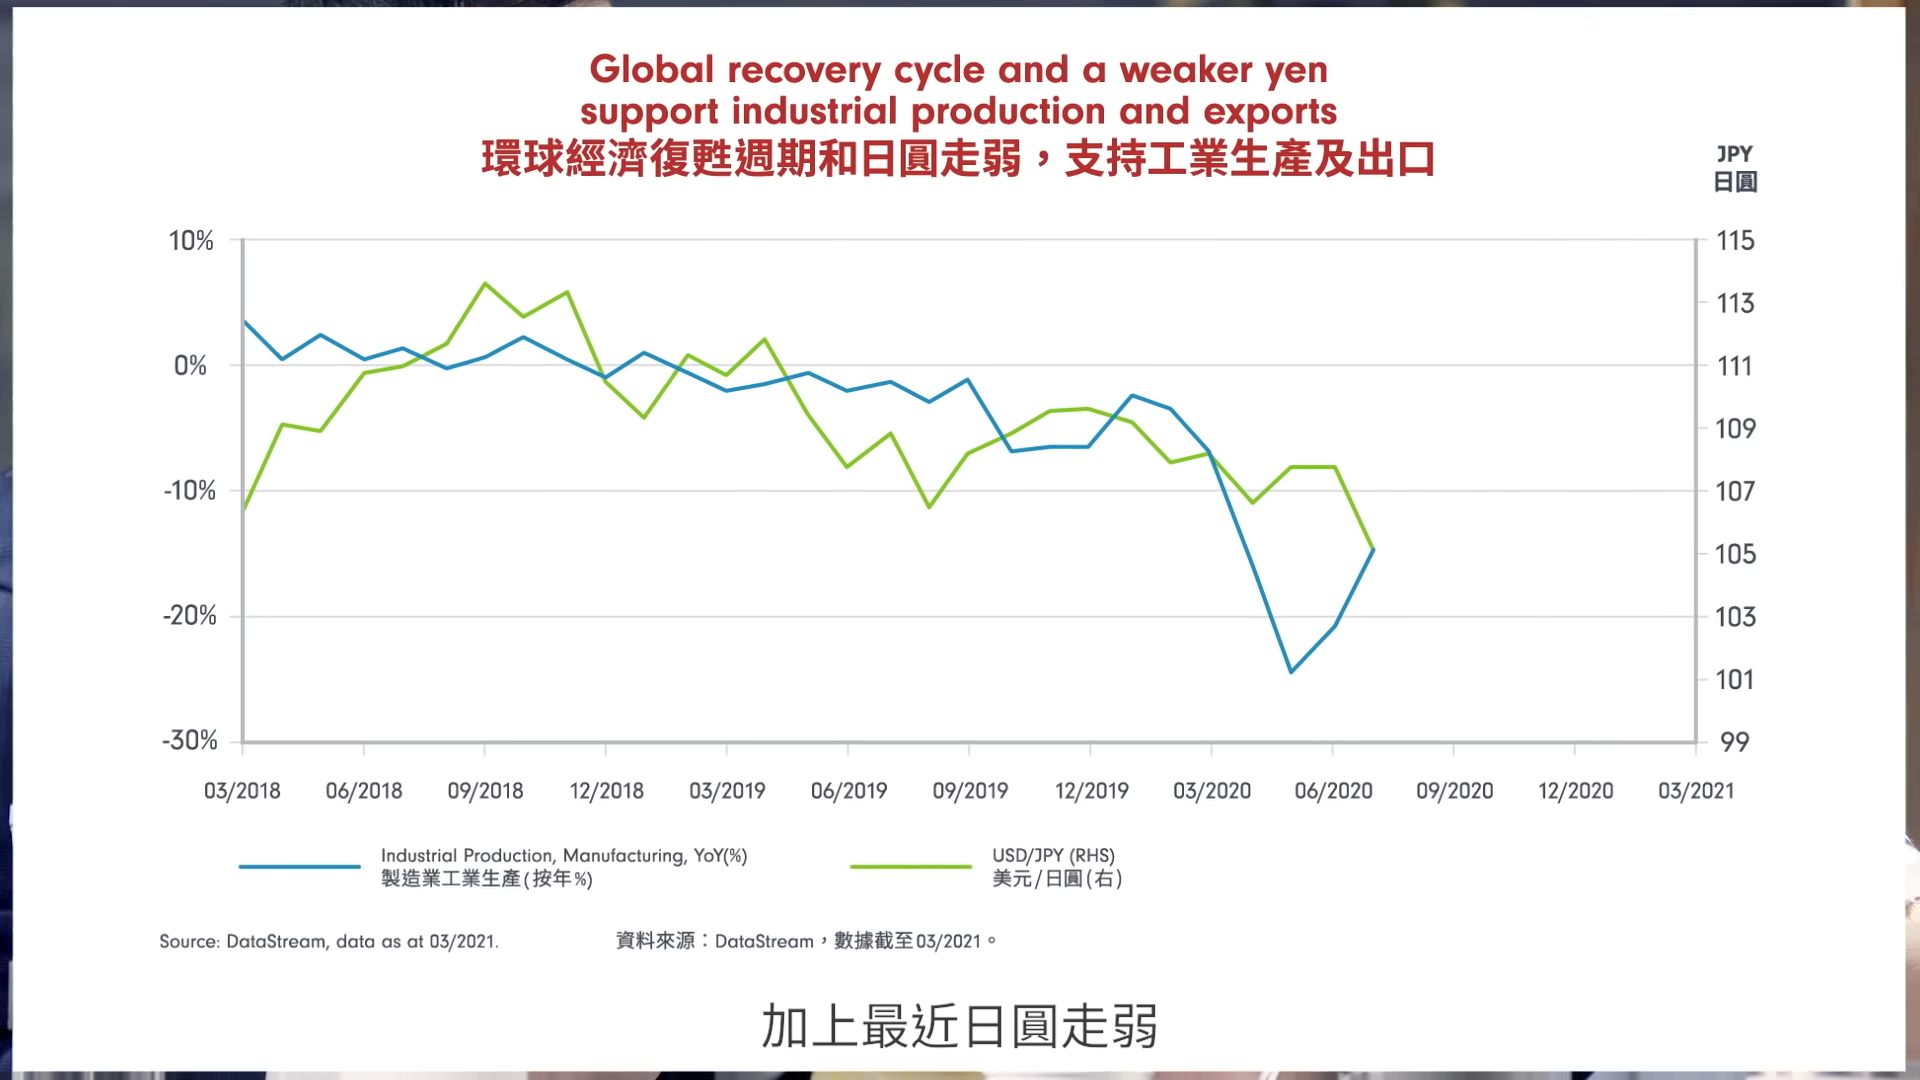 Global recovery cycle and a weaker yen
support industrial production and exports
環球經濟復甦週期和日圓走弱，支持工業生產及出口
JPY
日圓
10%
0%
-10%
-20%
-30%
115
113
111
109
107
105
103
101
99
03/2018
06/2018
09/2018
12/2018
03/2019
06/2019
09/2019
12/2019
03/2020
06/2020
09/2020
12/2020
03/2021
Industrial Production, Manufacturing, YoY(%)
製造業工業生產(按年%)
USD/JPY (RHS)
美元/日圓(右)
Source: DataStream, data as at 03/2021.
資料來源：DataStream，數據截至03/2021。
加上最近日圓走弱